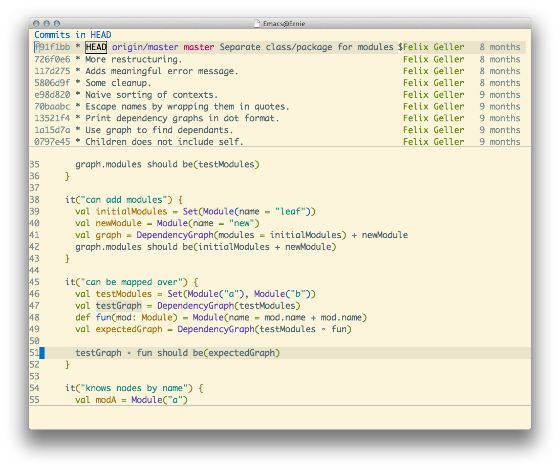 Emacs@Ernie
Commits in HEAD
f91f1bb * HEAD origin/master master Separate class/package for modules $Felix Geller 8 months
726f0e6 * More restructuring. Felix Geller 8 months
117d275 * Adds meaningful error message. Felix Geller 8 months
5806d9f * Some cleanup. Felix Geller 8 months
e98d820 * Naive sorting of contexts. Felix Geller 9 months
70baabc * Escape names by wrapping them in quotes. Felix Geller 9 months
13521f4 * Print dependency graphs in dot format. Felix Geller 9 months
1a15d7a * Use graph to find dependants. Felix Geller 9 months
0797e45 * Children does not include self. Felix Geller 9 months
35 graph.modules should be(testModules)
36 }
37
38 it("can add modules") {
39 val initialModules = Set(Module(name = "leaf"))
40 val newModule = Module(name = "new")
41 val graph = DependencyGraph(modules = initialModules) + newModule
42 graph.modules should be(initialModules + newModule)
43 }
44
45 it("can be mapped over") {
46 val testModules = Set(Module("a"), Module("b"))
47 val testGraph = DependencyGraph(testModules)
48 def fun(mod: Module) = Module(name = mod.name + mod.name)
49 val expectedGraph = DependencyGraph(testModules ∘ fun)
50
51 testGraph ∘ fun should be(expectedGraph)
52 }
53
54 it("knows nodes by name") {
55 val modA = Module("a")